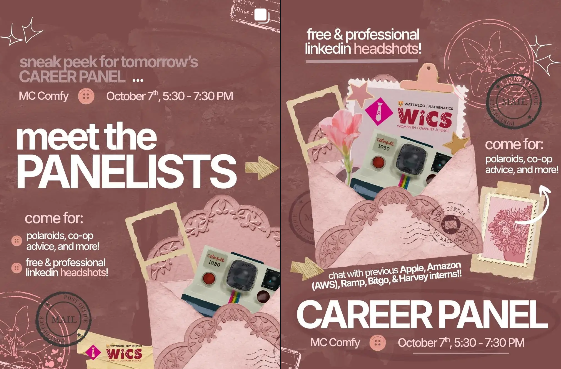 sneak peek for tomorrow's
CAREER PANEL ...
MC Comfy
October 7th, 5:30 - 7:30 PM
meet the
PANELISTS
come for:
polaroids, co-op
advice, and more!
free & professional
linkedin headshots!
MAIL
WiCS
free & professional
linkedin headshots!
WiCS
MAIL
come for:
polaroids, co-op
advice, and more!
chat with previous Apple, Amazon
(AWS), Ramp, Bitgo, & Harvey interns!!
CAREER PANEL
MC Comfy
October 7th, 5:30 - 7:30 PM